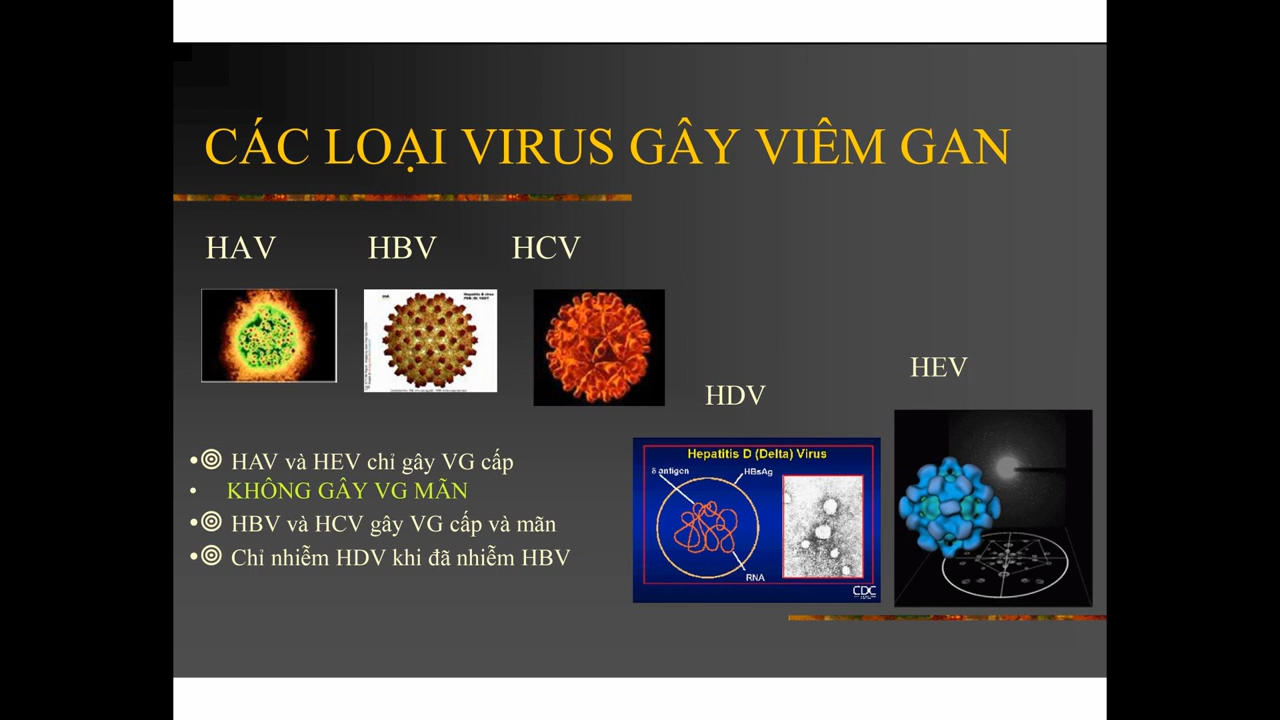 CÁC LOẠI VIRUS GÂY VIÊM GAN
HAV HBV HCV
Hepatitis B virus
HEV
HDV
Hepatitis D (Delta) Virus
δ antigen
HBsAg
RNA
CDC
• HAV và HEV chỉ gây VG cấp
• KHÔNG GÂY VG MÃN
• HBV và HCV gây VG cấp và mãn
• Chỉ nhiễm HDV khi đã nhiễm HBV